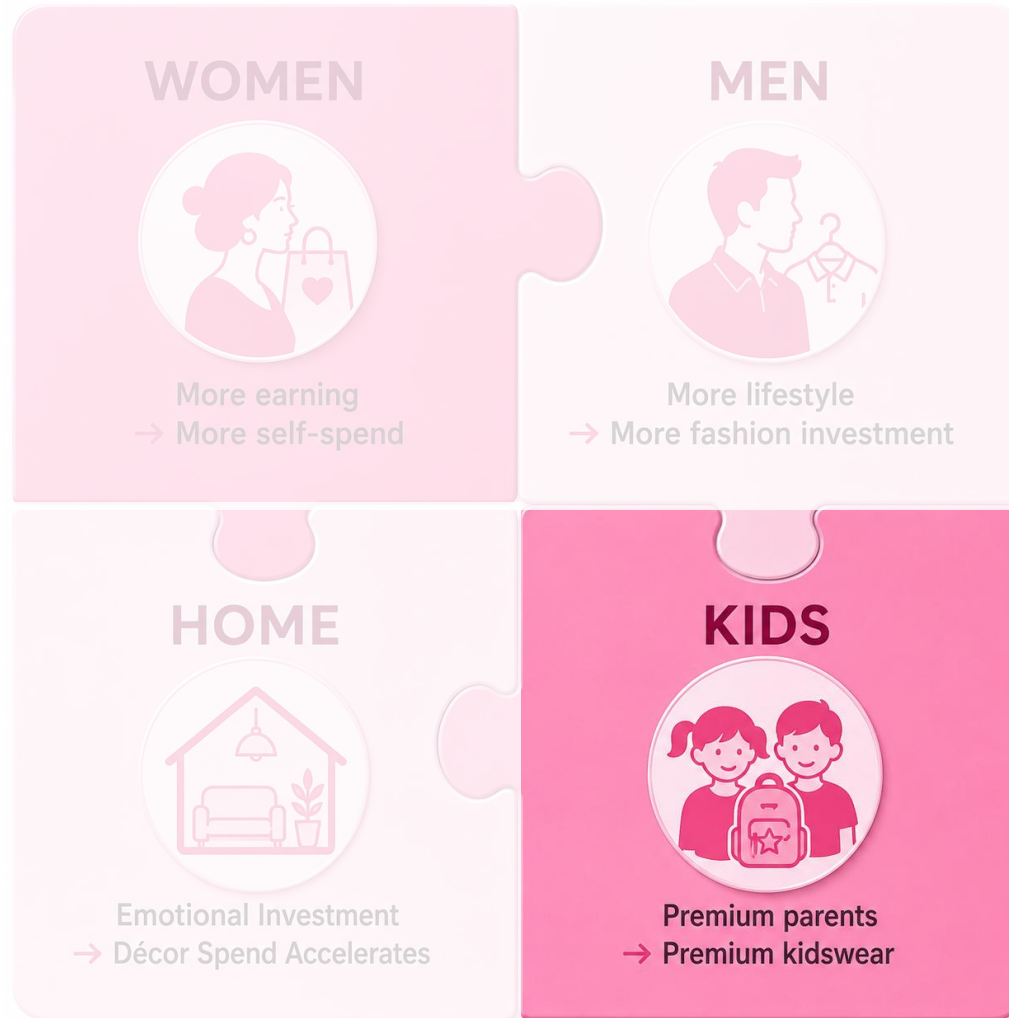 WOMEN
More earning
→ More self-spend
MEN
More lifestyle
→ More fashion investment
HOME
Emotional Investment
→ Décor Spend Accelerates
KIDS
Premium parents
→ Premium kidswear